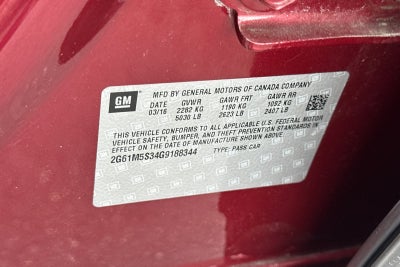 GM
MFD BY GENERAL MOTORS OF CANADA COMPANY
DATE GVWR GAWR FRT GAWR RR
03/16 2282 KG 1190 KG 1092 KG
5030 LB 2623 LB 2407 LB
THIS VEHICLE CONFORMS TO ALL APPLICABLE U.S. FEDERAL MOTOR
VEHICLE SAFETY, BUMPER, AND THEFT PREVENTION STANDARDS IN
EFFECT ON THE DATE OF MANUFACTURE SHOWN ABOVE.
2G61M5S34G9188344 TYPE: PASS CAR